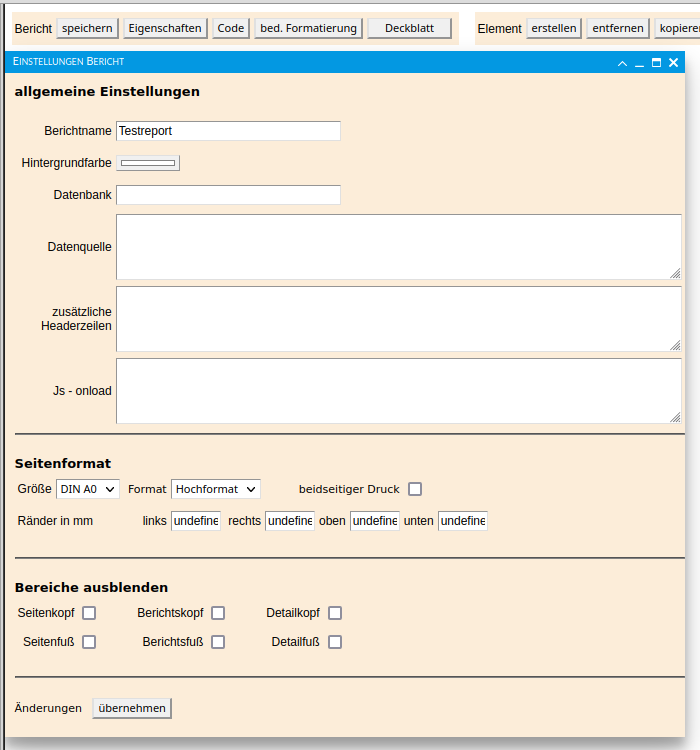 Bericht speichern Eigenschaften Code bed. Formatierung Deckblatt Element erstellen entfernen kopieren
EINSTELLUNGEN BERICHT
allgemeine Einstellungen
Berichtname Testreport
Hintergrundfarbe
Datenbank
Datenquelle
zusätzliche
Headerzeilen
Js - onload
Seitenformat
Größe DIN A0 Format Hochformat beidseitiger Druck
Ränder in mm links undefine rechts undefine oben undefine unten undefine
Bereiche ausblenden
Seitenkopf Berichtskopf Detailkopf
Seitenfuß Berichtsfuß Detailfuß
Änderungen übernehmen